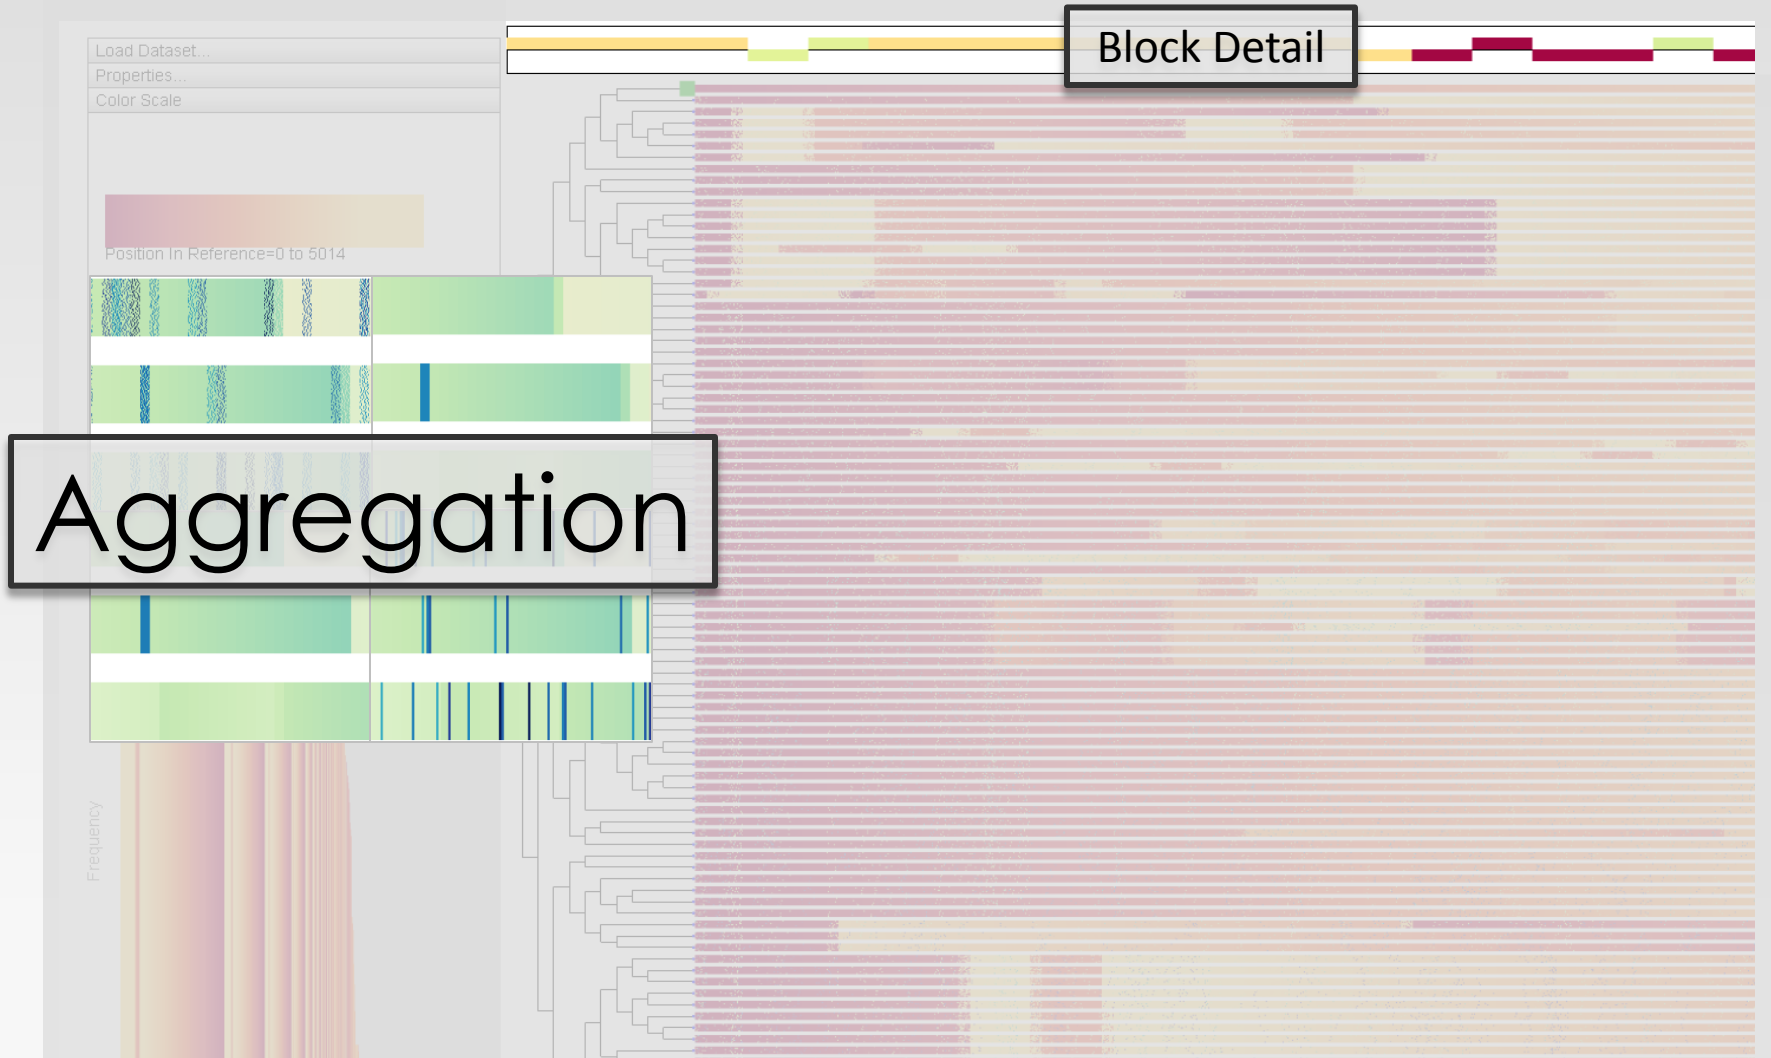 Block Detail
Load Dataset...
Properties...
Color Scale
Position In Reference=0 to 5014
Aggregation
Frequency